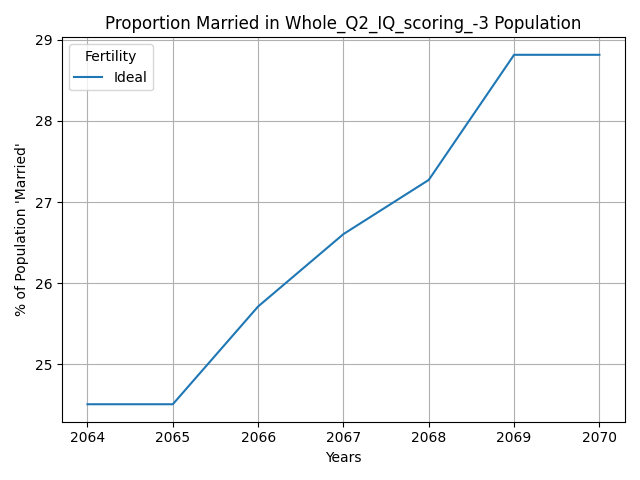 Proportion Married in Whole_Q2_IQ_scoring_-3 Population
29
28
27
26
25
% of Population 'Married'
Fertility
Ideal
2064 2065 2066 2067 2068 2069 2070
Years